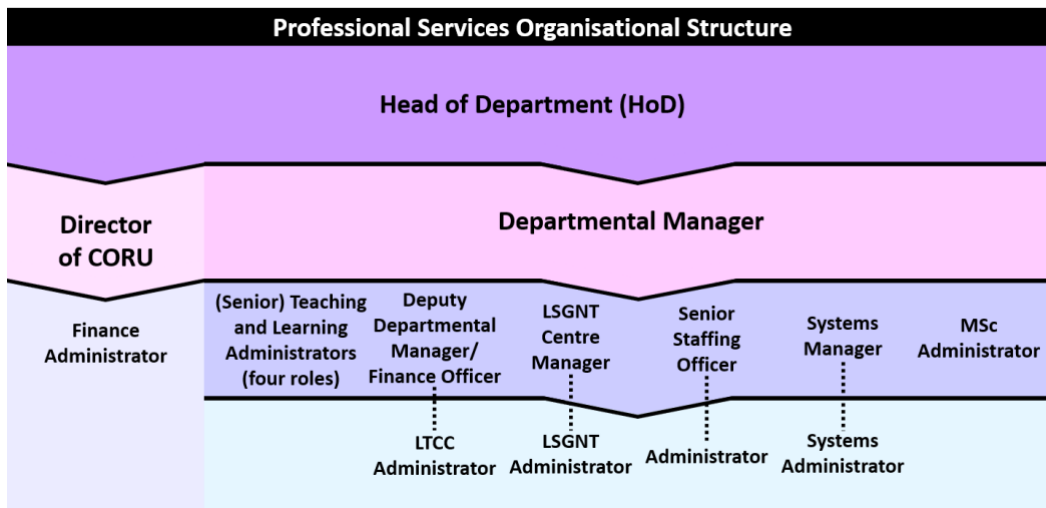 Professional Services Organisational Structure
Head of Department (HoD)
Director
of CORU
Departmental Manager
Finance
Administrator
(Senior) Teaching
and Learning
Administrators
(four roles)
Deputy
Departmental
Manager/
Finance Officer
LSGNT
Centre
Manager
Senior
Staffing
Officer
Systems
Manager
MSc
Administrator
LTCC
Administrator
LSGNT
Administrator
Administrator
Systems
Administrator